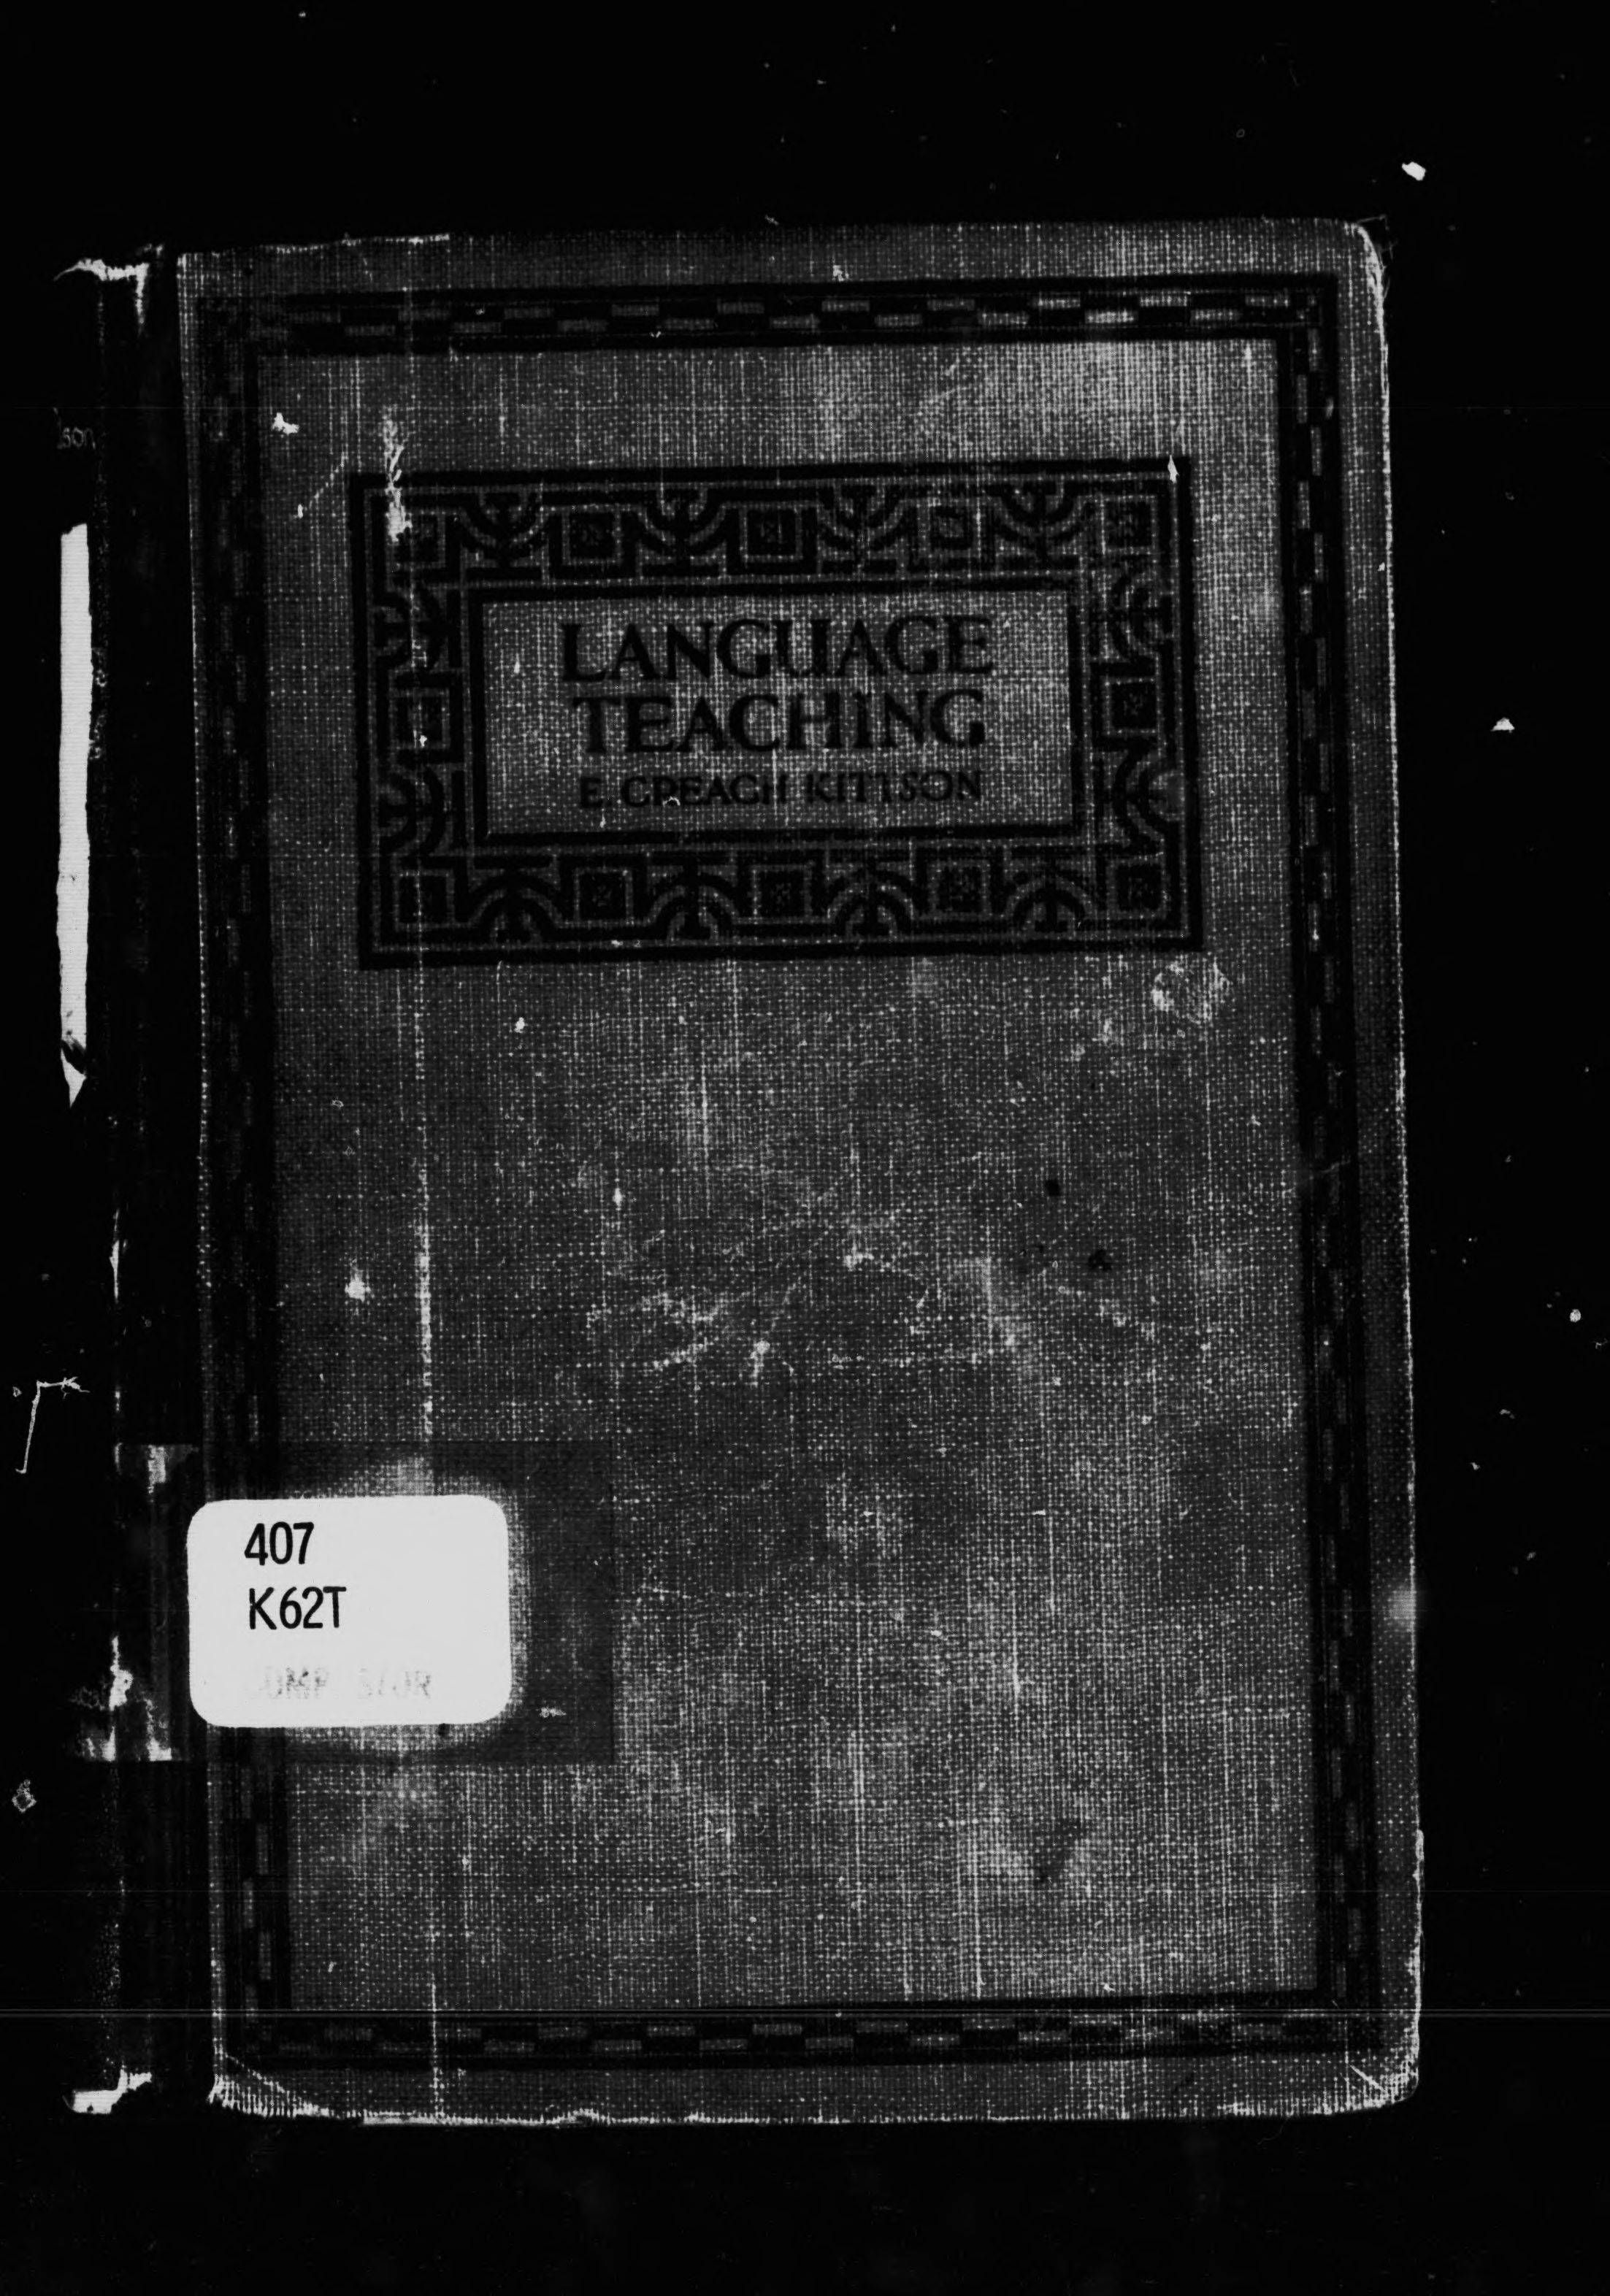 LANGUAGE
TEACHING
E. CREAGH KITTSON
407
K62T